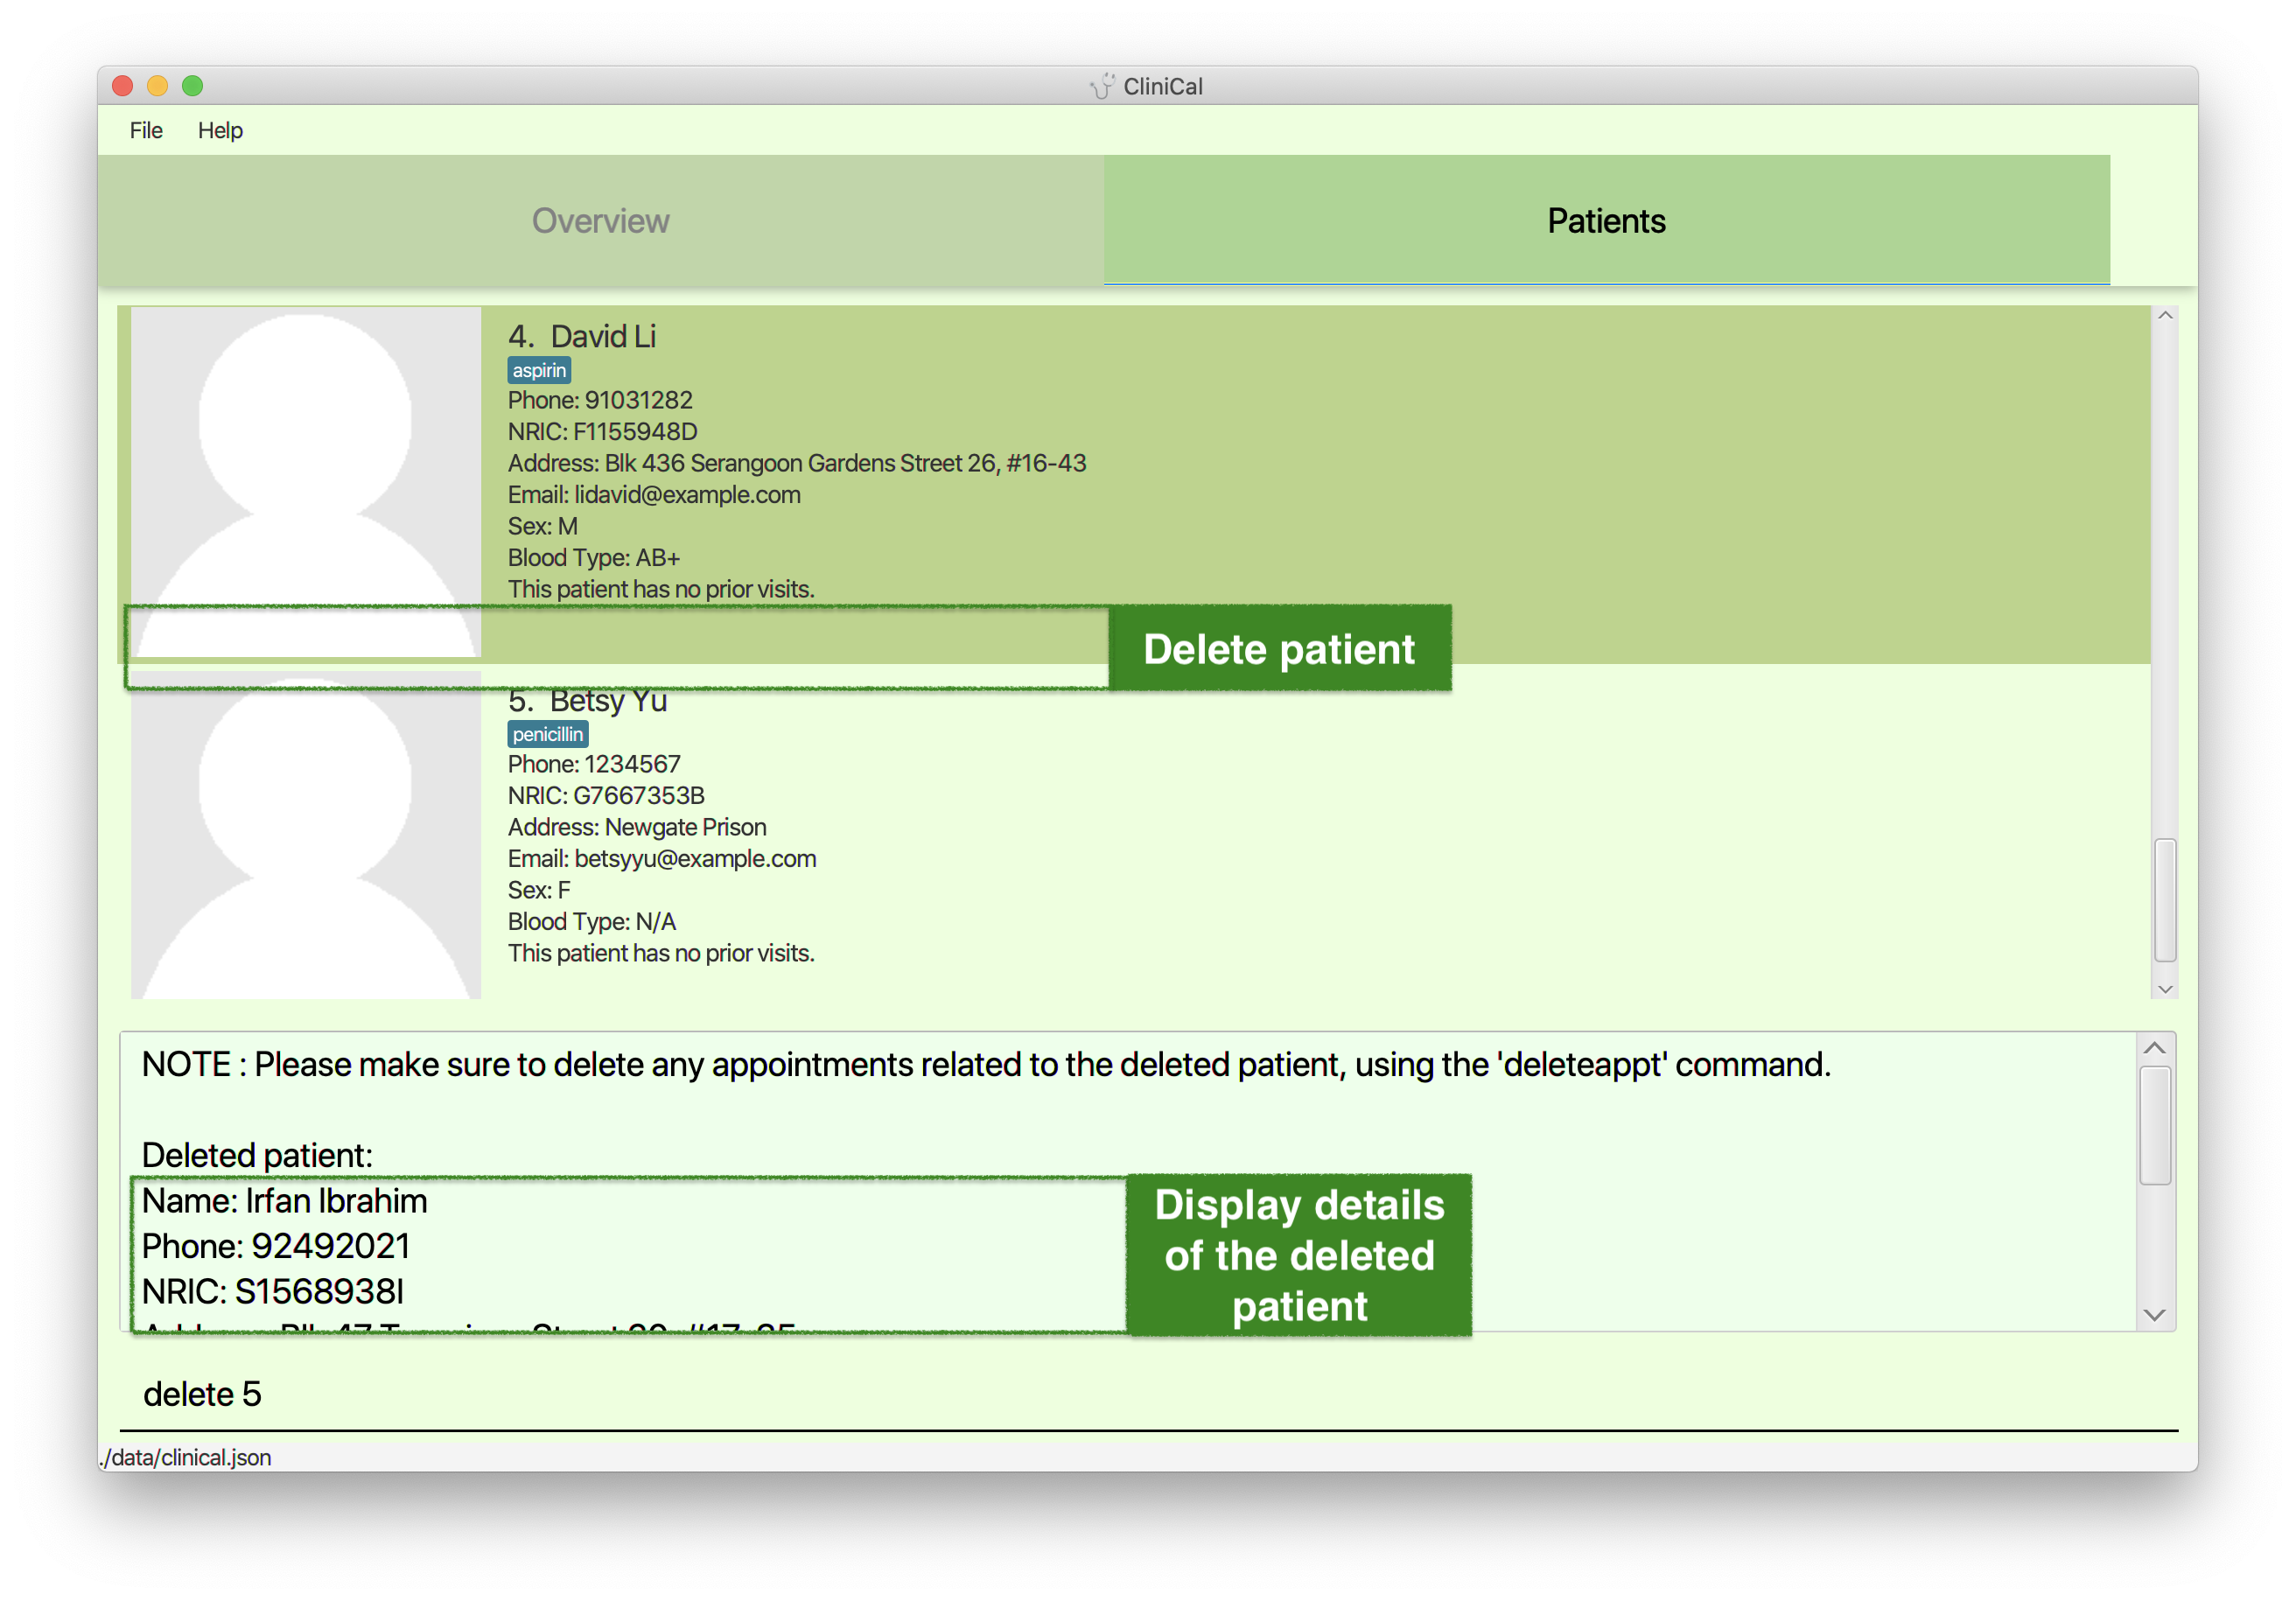 CliniCal
File Help
Overview Patients
4. David Li
aspirin
Phone: 91031282
NRIC: F1155948D
Address: Blk 436 Serangoon Gardens Street 26, #16-43
Email: lidavid@example.com
Sex: M
Blood Type: AB+
This patient has no prior visits.
Delete patient
5. Betsy Yu
penicillin
Phone: 1234567
NRIC: G7667353B
Address: Newgate Prison
Email: betsyyu@example.com
Sex: F
Blood Type: N/A
This patient has no prior visits.
NOTE : Please make sure to delete any appointments related to the deleted patient, using the 'deleteappt' command.
Deleted patient:
Name: Irfan Ibrahim
Phone: 92492021
NRIC: S1568938I
Display details
of the deleted
patient
delete 5
./data/clinical.json